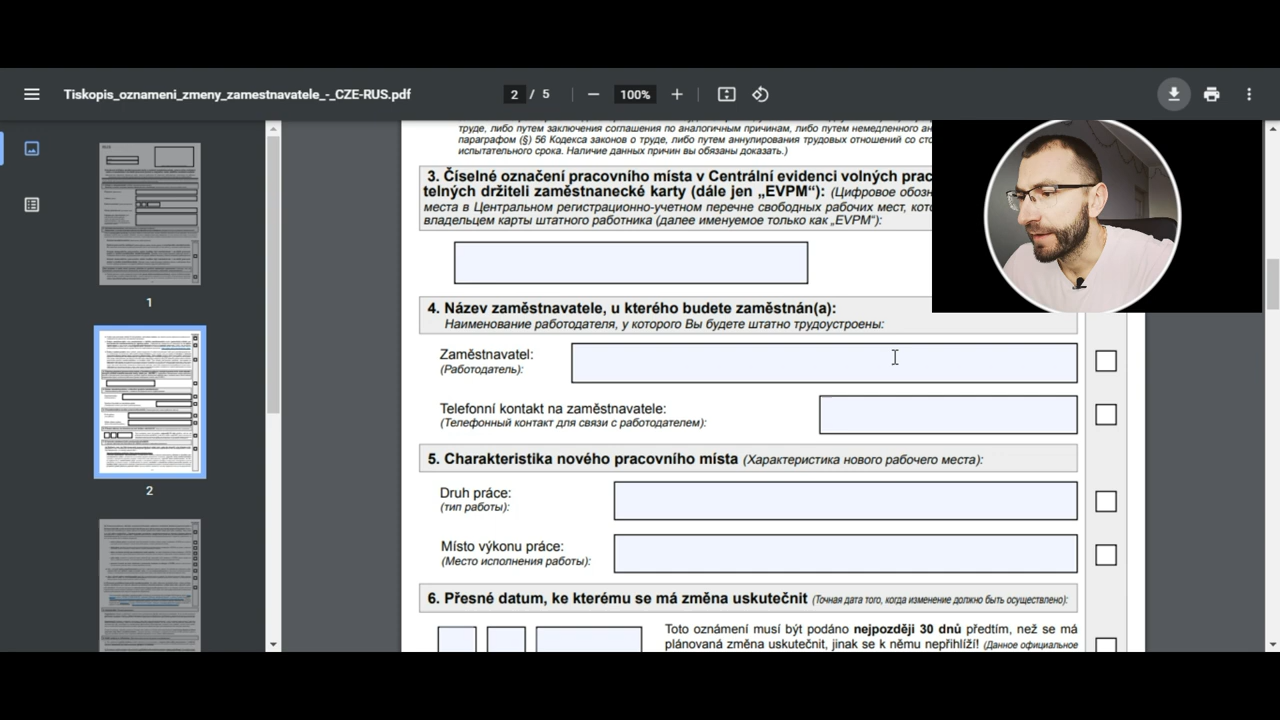 Tiskopis_oznameni_zmeny_zamestnavatele_-_CZE-RUS.pdf
2 / 5
100%
труде, либо путем заключения соглашения по аналогичным причинам, либо путем немедленного ан
параграфом (§) 56 Кодекса законов о труде, либо путем аннулирования трудовых отношений со сто
испытательного срока. Наличие данных причин вы обязаны доказать.)
3. Číselné označení pracovního místa v Centrální evidenci volných prac
telných držiteli zaměstnanecké karty (dále jen „EVPM“): (Цифровое обозн
места в Центральном регистрационно-учетном перечне свободных рабочих мест, кото
владельцем карты штатного работника (далее именуемое только как „EVPM“):
4. Název zaměstnavatele, u kterého budete zaměstnán(a):
Наименование работодателя, у которого Вы будете штатно трудоустроены:
Zaměstnavatel:
(Работодатель):
Telefonní kontakt na zaměstnavatele:
(Телефонный контакт для связи с работодателем):
5. Charakteristika nového pracovního místa (Характеристика нового рабочего места):
Druh práce:
(тип работы):
Místo výkonu práce:
(Место исполнения работы):
6. Přesné datum, ke kterému se má změna uskutečnit (Точная дата того, когда изменение должно быть осуществлено):
Toto oznámení musí být podáno nejpozději 30 dnů předtím, než se má
plánovaná změna uskutečnit, jinak se k němu nepřihlíží! (Данное официальное
1
2